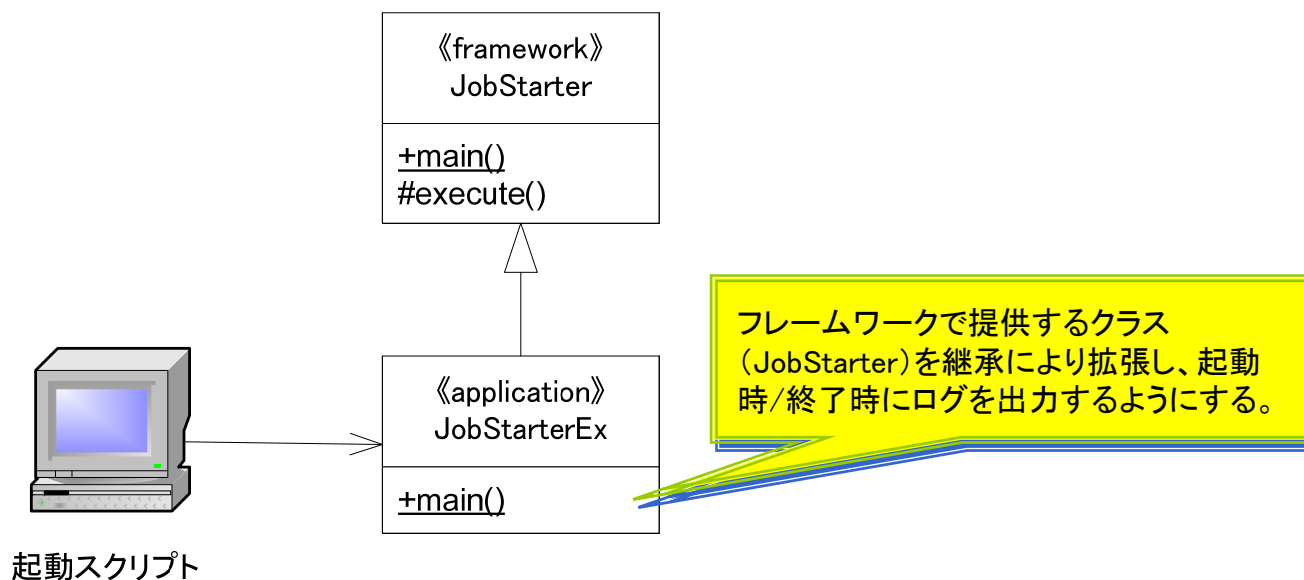 《framework》
JobStarter
+main()
#execute()
フレームワークで提供するクラス
(JobStarter)を継承により拡張し、起動
時/終了時にログを出力するようにする。
《application》
JobStarterEx
+main()
起動スクリプト